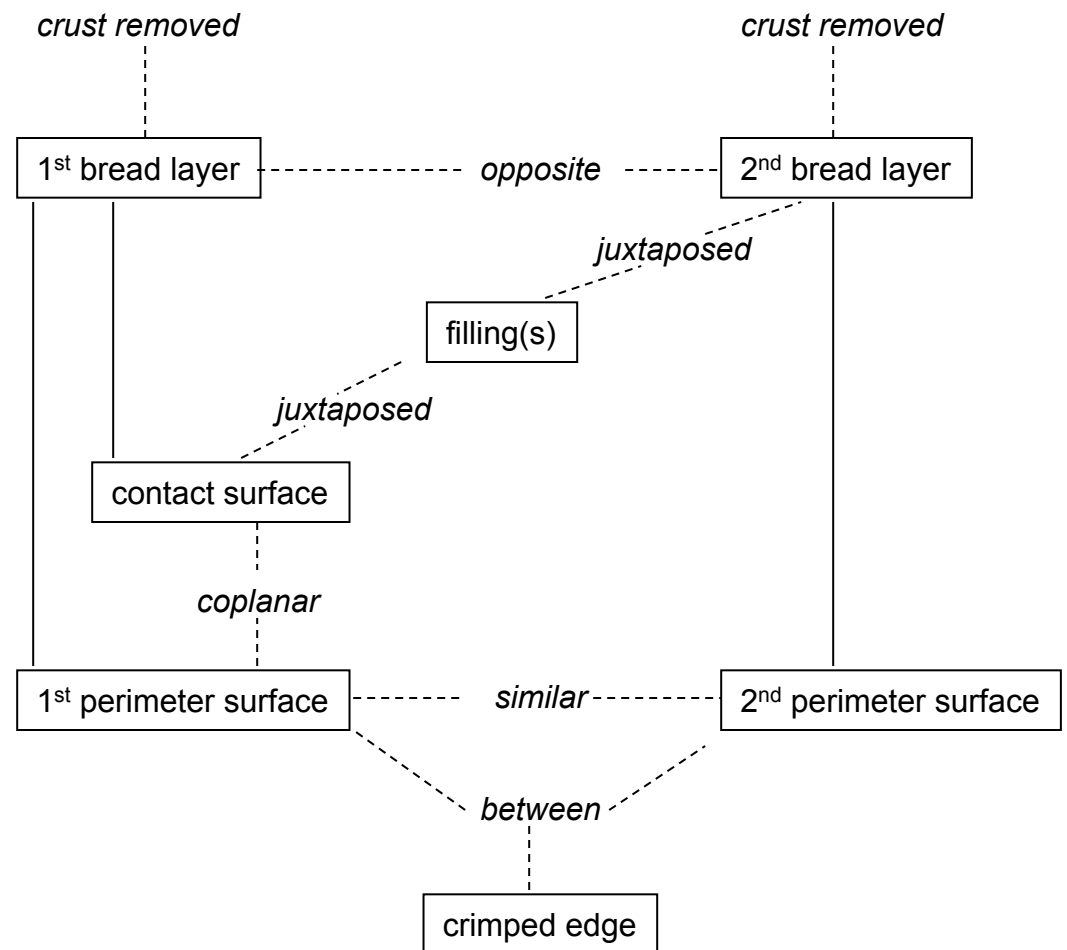 crust removed crust removed
1st bread layer opposite 2nd bread layer
juxtaposed
filling(s)
juxtaposed
contact surface
coplanar
1st perimeter surface similar 2nd perimeter surface
between
crimped edge